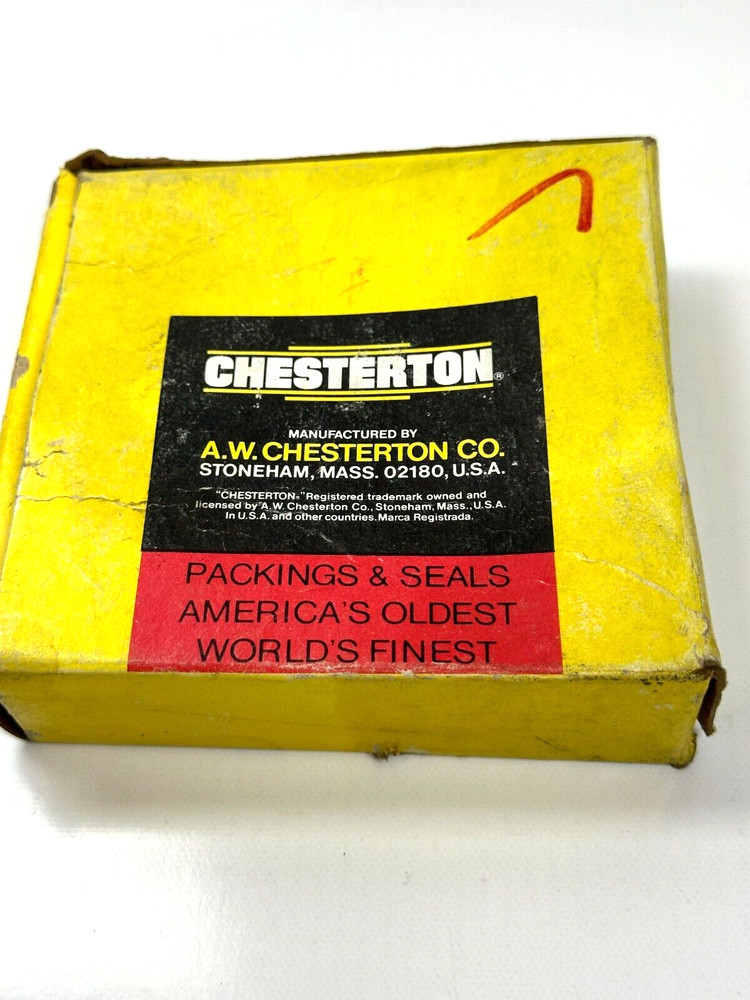 CHESTERTON®
MANUFACTURED BY
A.W. CHESTERTON CO.
STONEHAM, MASS. 02180, U.S.A.
"CHESTERTON®" Registered trademark owned and
licensed by A.W. Chesterton Co., Stoneham, Mass., U.S.A.
In U.S.A. and other countries. Marca Registrada.
PACKINGS & SEALS
AMERICA'S OLDEST
WORLD'S FINEST